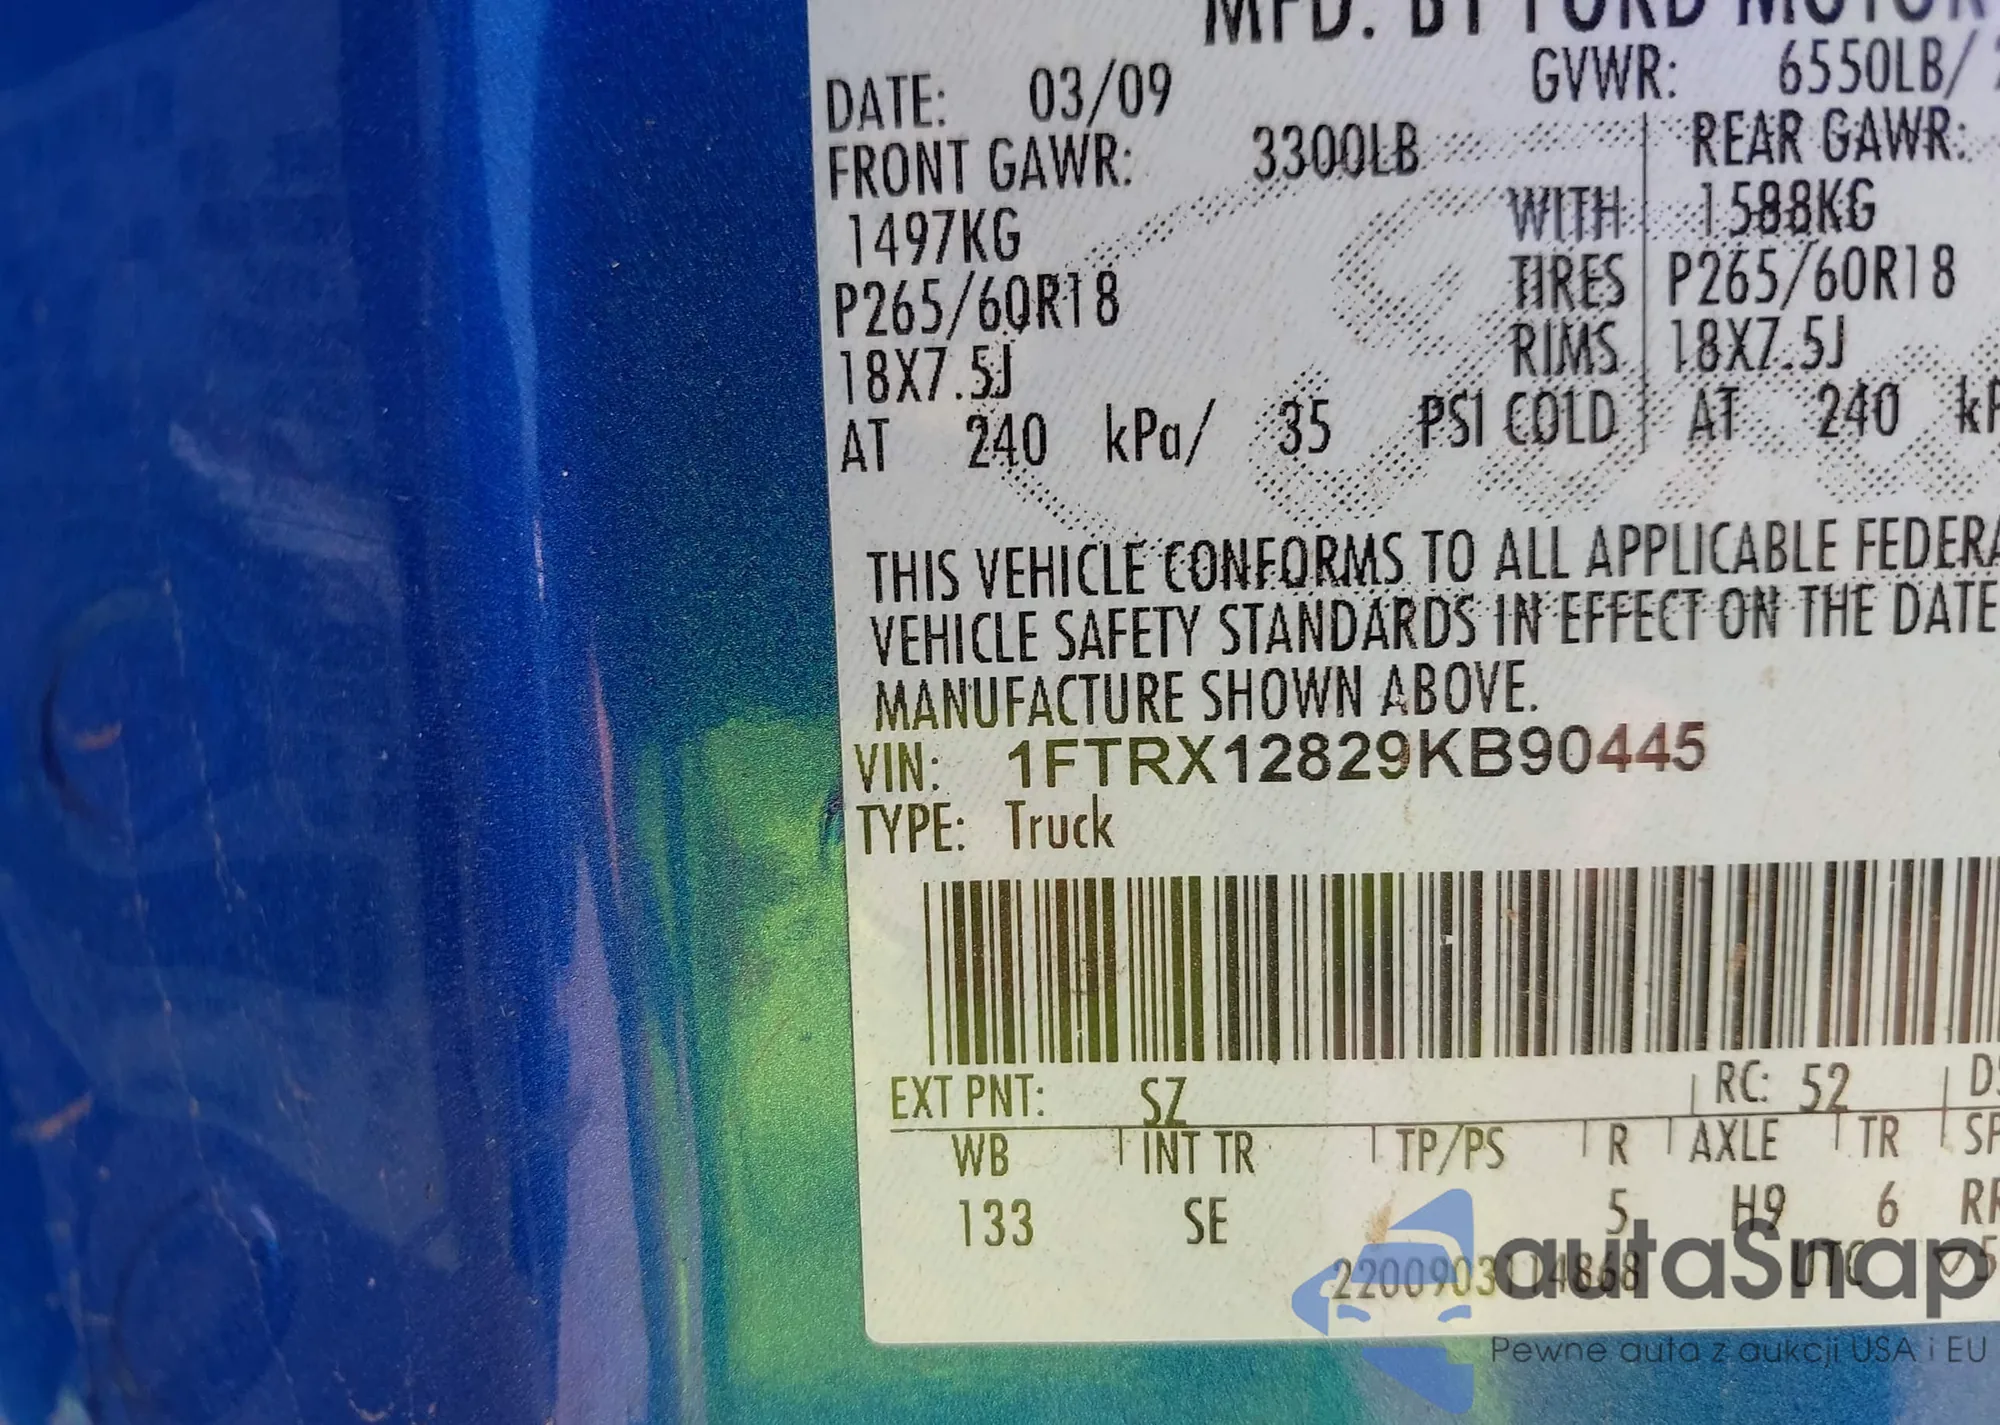 MFD. BY FORD MOTOR
DATE: 03/09 GVWR: 6550LB/
FRONT GAWR: 3300LB REAR GAWR:
1497KG WITH 1588KG
P265/60R18 TIRES P265/60R18
18X7.5J RIMS 18X7.5J
AT 240 kPa/ 35 PSI COLD AT 240
THIS VEHICLE CONFORMS TO ALL APPLICABLE
VEHICLE SAFETY STANDARDS IN EFFECT ON THE DATE
MANUFACTURE SHOWN ABOVE.
VIN: 1FTRX12829KB90445
TYPE: Truck
EXT PNT: SZ RC: 52
WB INT TR TP/PS R AXLE TR
133 SE 5 H9 6
2200903114868 UTC
autaSnap
Pewne auta z aukcji USA i EU